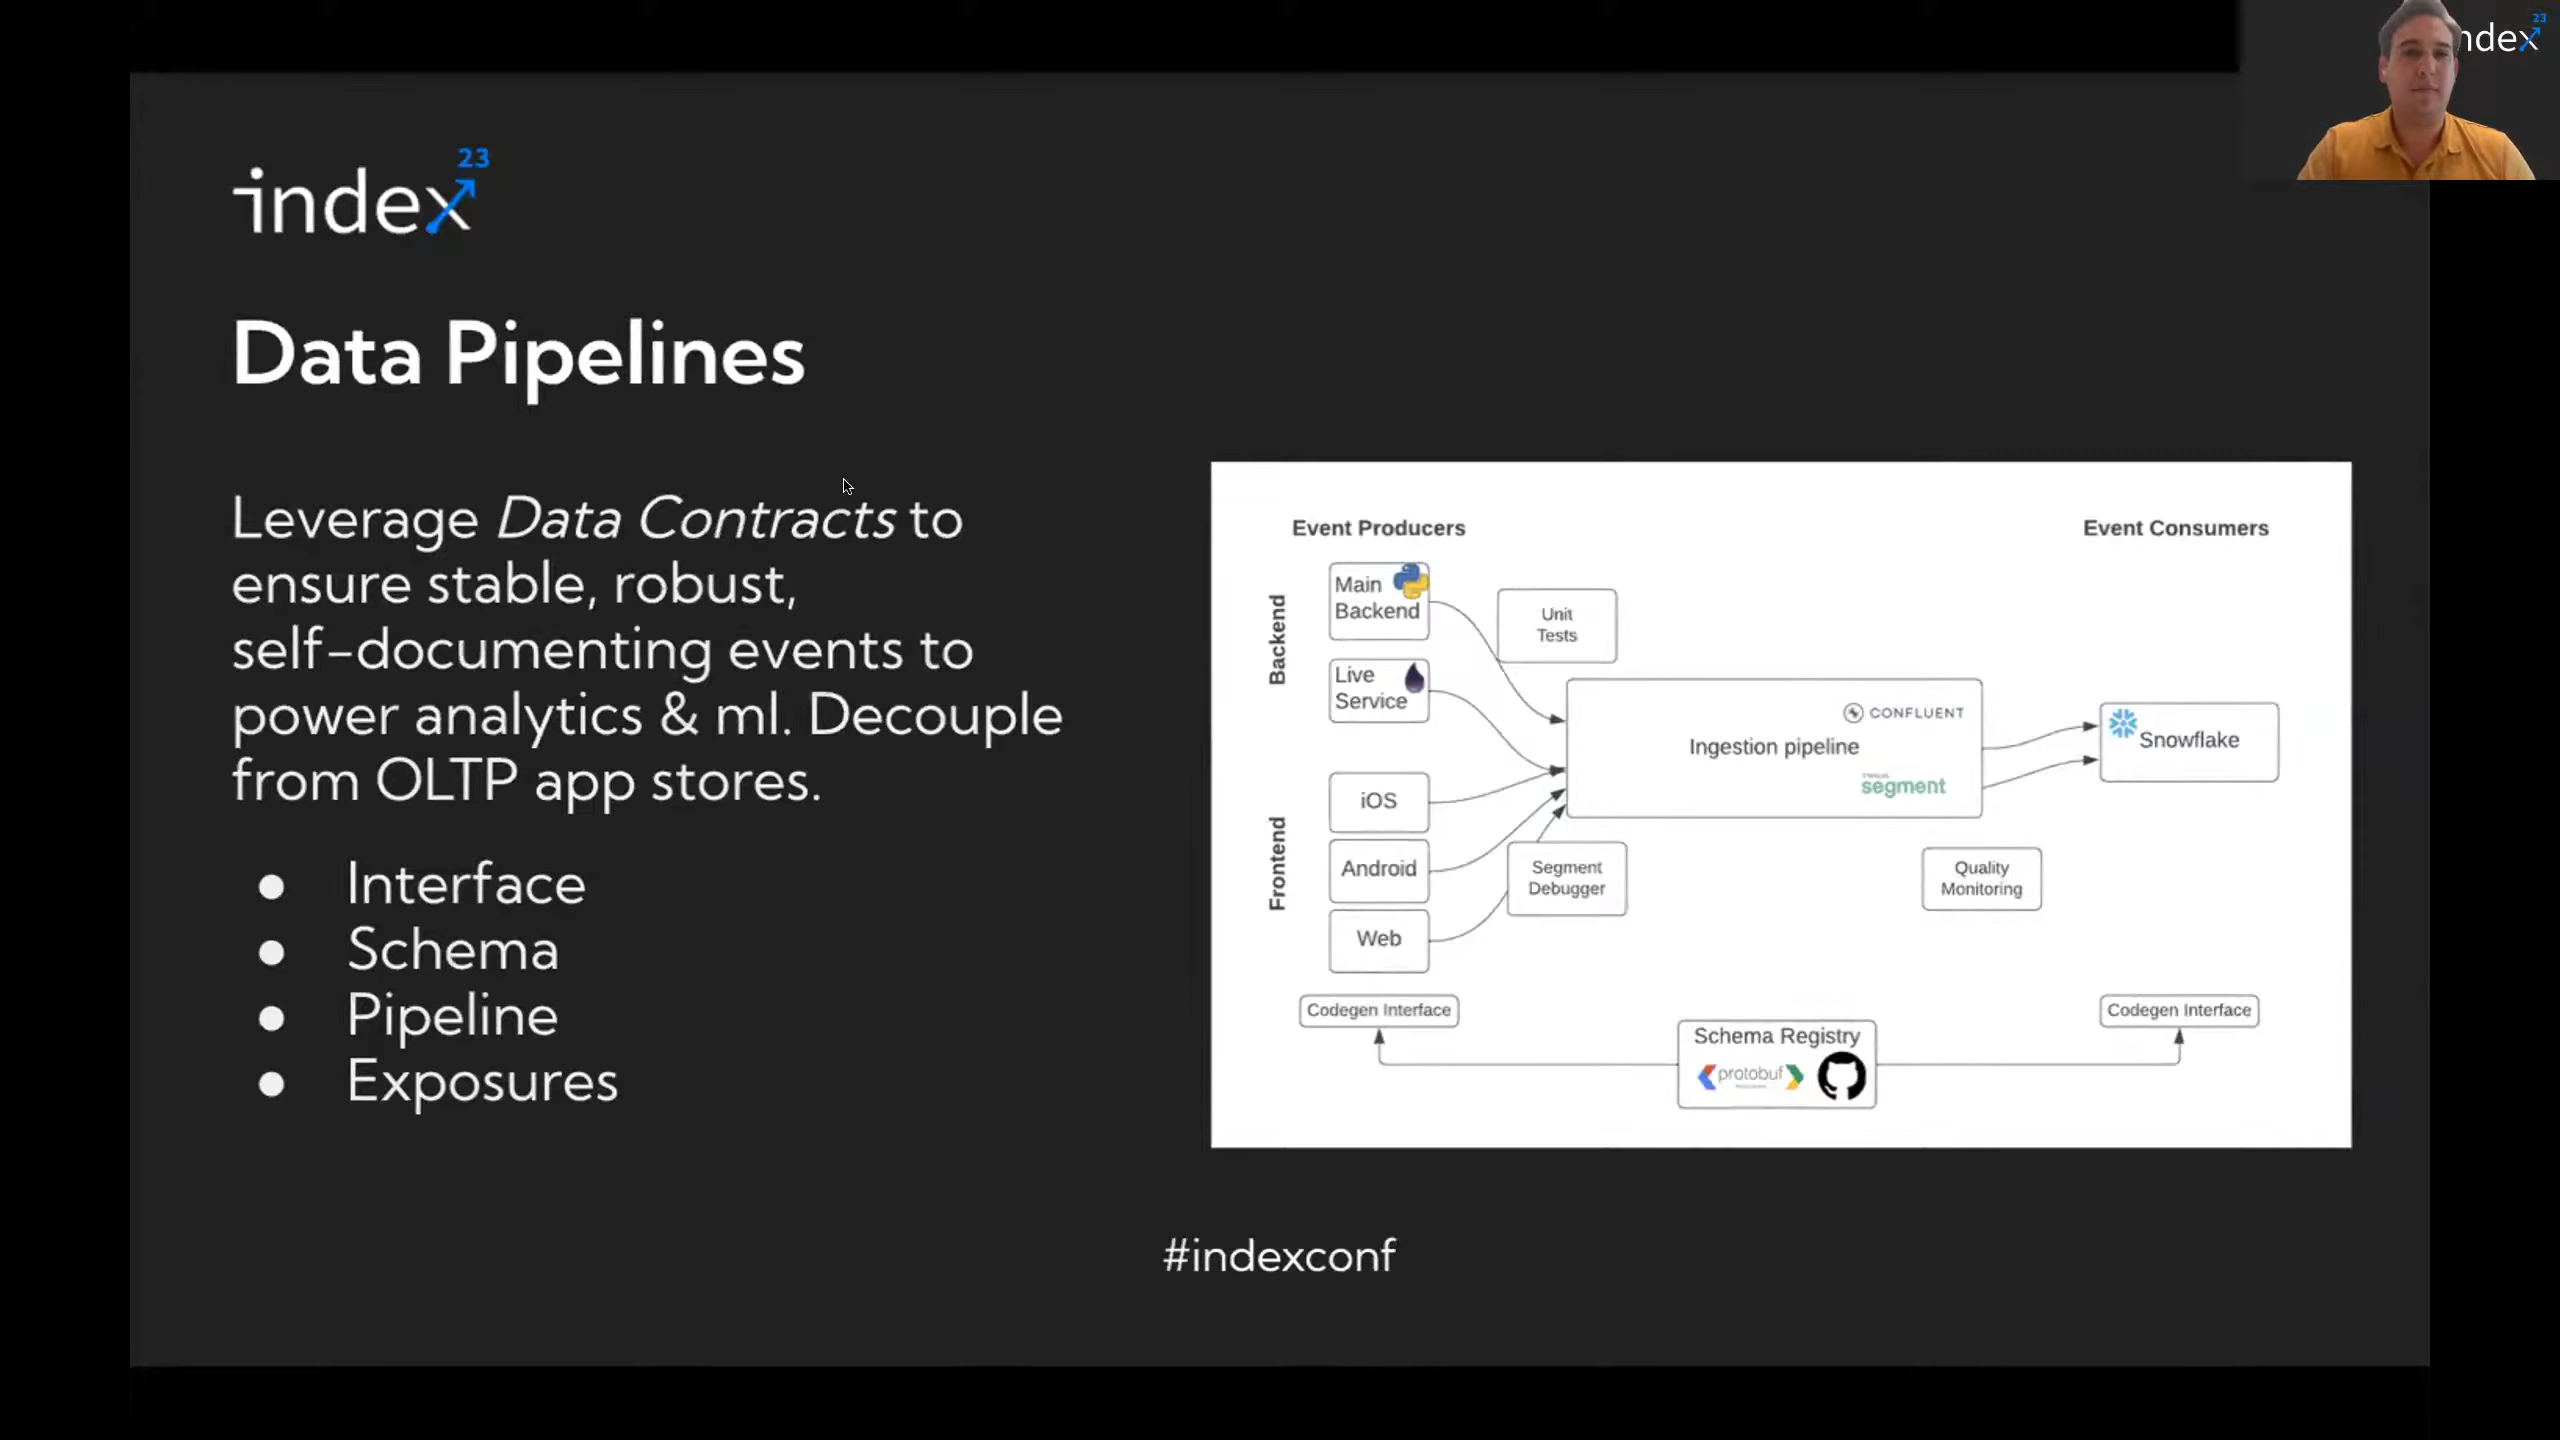 ndex 23
index 23
Data Pipelines
Leverage Data Contracts to
ensure stable, robust,
self-documenting events to
power analytics & ml. Decouple
from OLTP app stores.
● Interface
● Schema
● Pipeline
● Exposures
Event Producers
Event Consumers
Backend
Main
Backend
Live
Service
Unit
Tests
CONFLUENT
Ingestion pipeline
segment
Snowflake
Frontend
iOS
Android
Web
Segment
Debugger
Quality
Monitoring
Codegen Interface
Schema Registry
protobuf
Codegen Interface
#indexconf